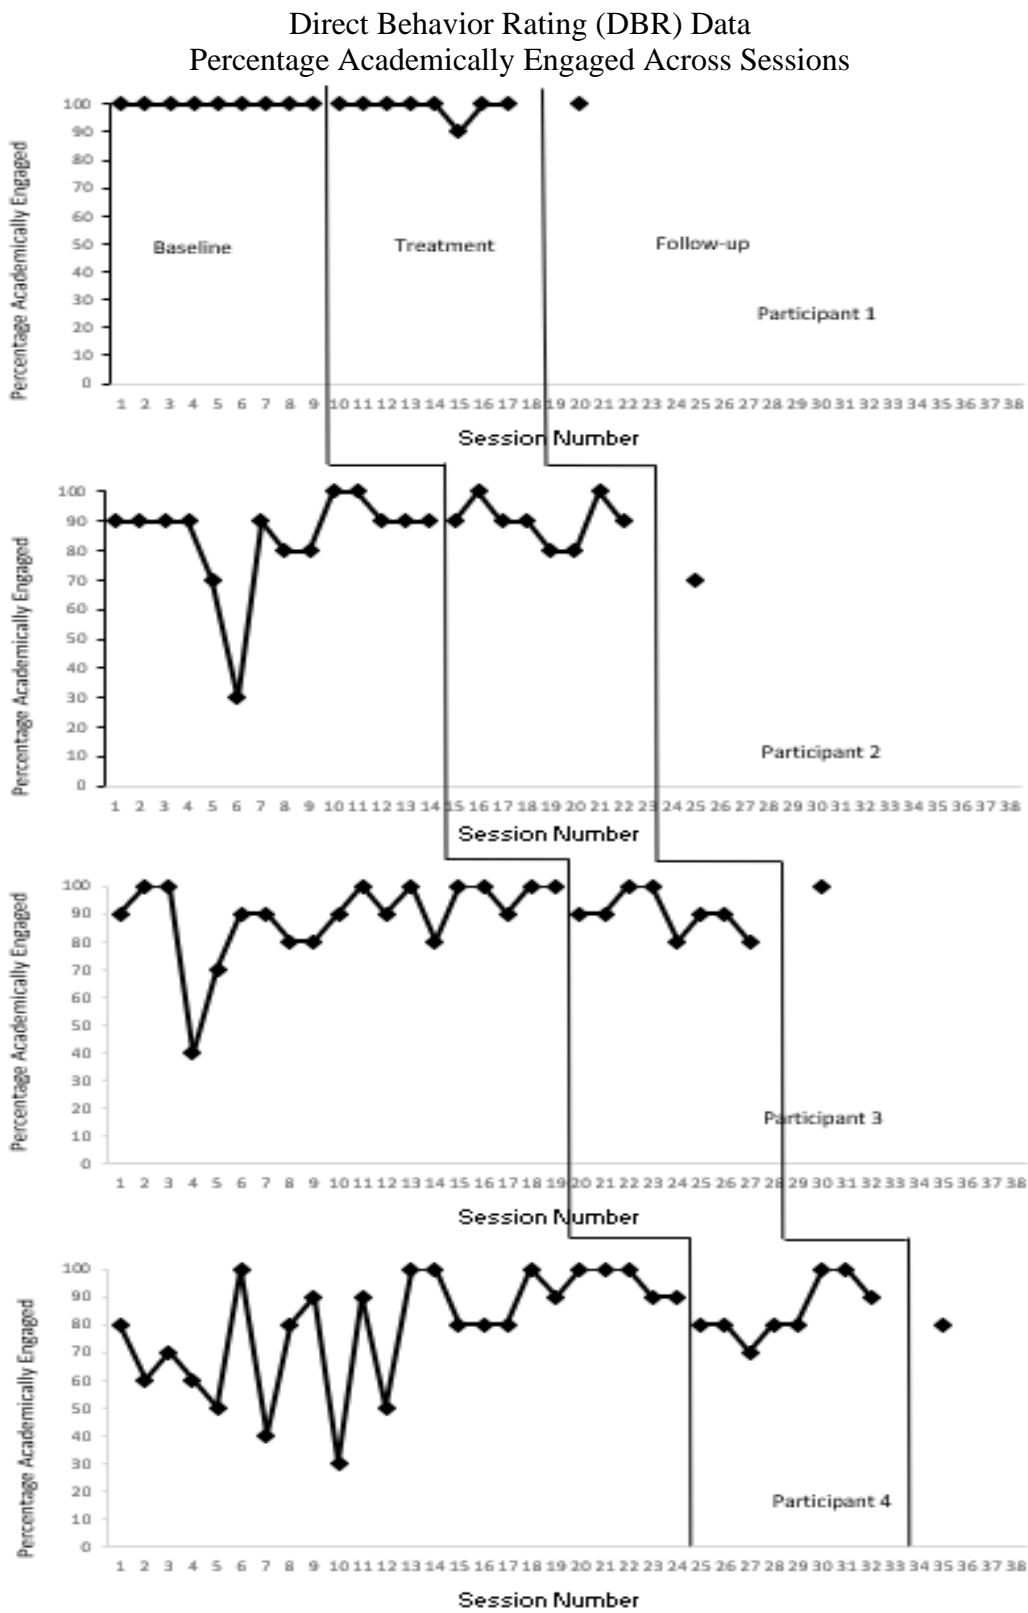 Direct Behavior Rating (DBR) Data
Percentage Academically Engaged Across Sessions
Percentage Academically Engaged
100
90
80
70
60
50
40
30
20
10
0
Baseline
Treatment
Follow-up
Participant 1
1 2 3 4 5 6 7 8 9 10 11 12 13 14 15 16 17 18 19 20 21 22 23 24 25 26 27 28 29 30 31 32 33 34 35 36 37 38
Session Number
Percentage Academically Engaged
100
90
80
70
60
50
40
30
20
10
0
Participant 2
1 2 3 4 5 6 7 8 9 10 11 12 13 14 15 16 17 18 19 20 21 22 23 24 25 26 27 28 29 30 31 32 33 34 35 36 37 38
Session Number
Percentage Academically Engaged
100
90
80
70
60
50
40
30
20
10
0
Participant 3
1 2 3 4 5 6 7 8 9 10 11 12 13 14 15 16 17 18 19 20 21 22 23 24 25 26 27 28 29 30 31 32 33 34 35 36 37 38
Session Number
Percentage Academically Engaged
100
90
80
70
60
50
40
30
20
10
0
Participant 4
1 2 3 4 5 6 7 8 9 10 11 12 13 14 15 16 17 18 19 20 21 22 23 24 25 26 27 28 29 30 31 32 33 34 35 36 37 38
Session Number